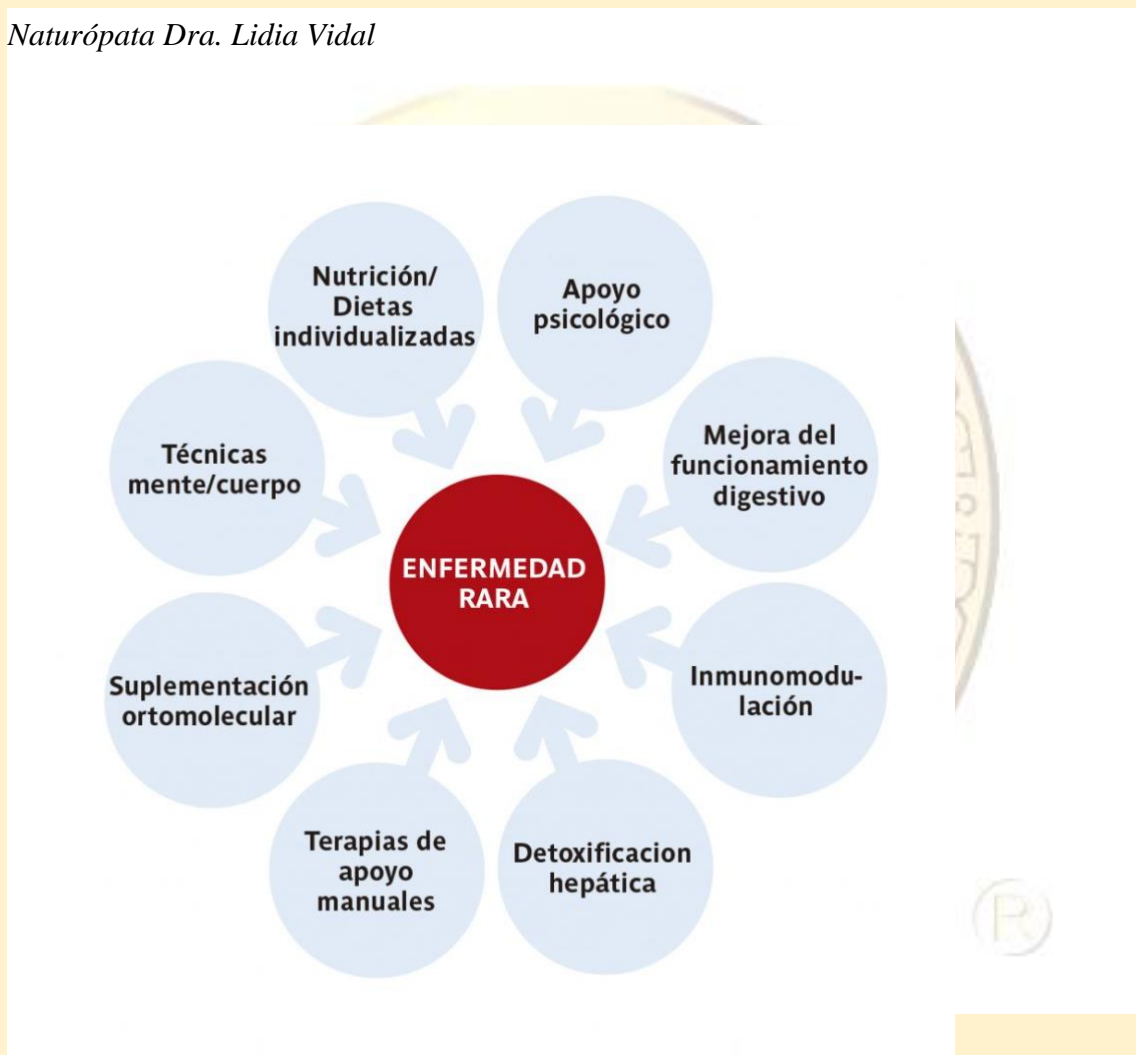 Naturópata Dra. Lidia Vidal
Nutrición/
Dietas
individualizadas
Apoyo
psicológico
Técnicas
mente/cuerpo
Mejora del
funcionamiento
digestivo
ENFERMEDAD
RARA
Suplementación
ortomolecular
Inmunomodu-
lación
Terapias de
apoyo
manuales
Detoxificacion
hepática
R